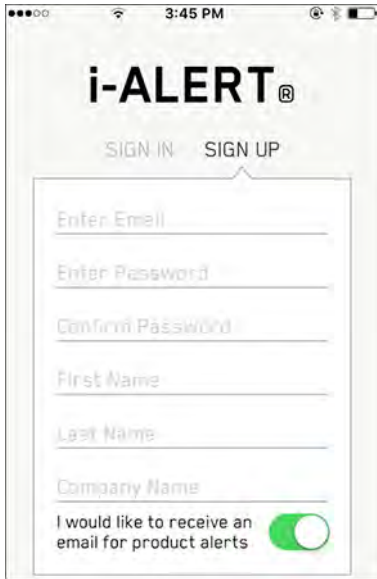 3:45 PM
i-ALERT®
SIGN IN SIGN UP
Enter Email
Enter Password
Confirm Password
First Name
Last Name
Company Name
I would like to receive an
email for product alerts